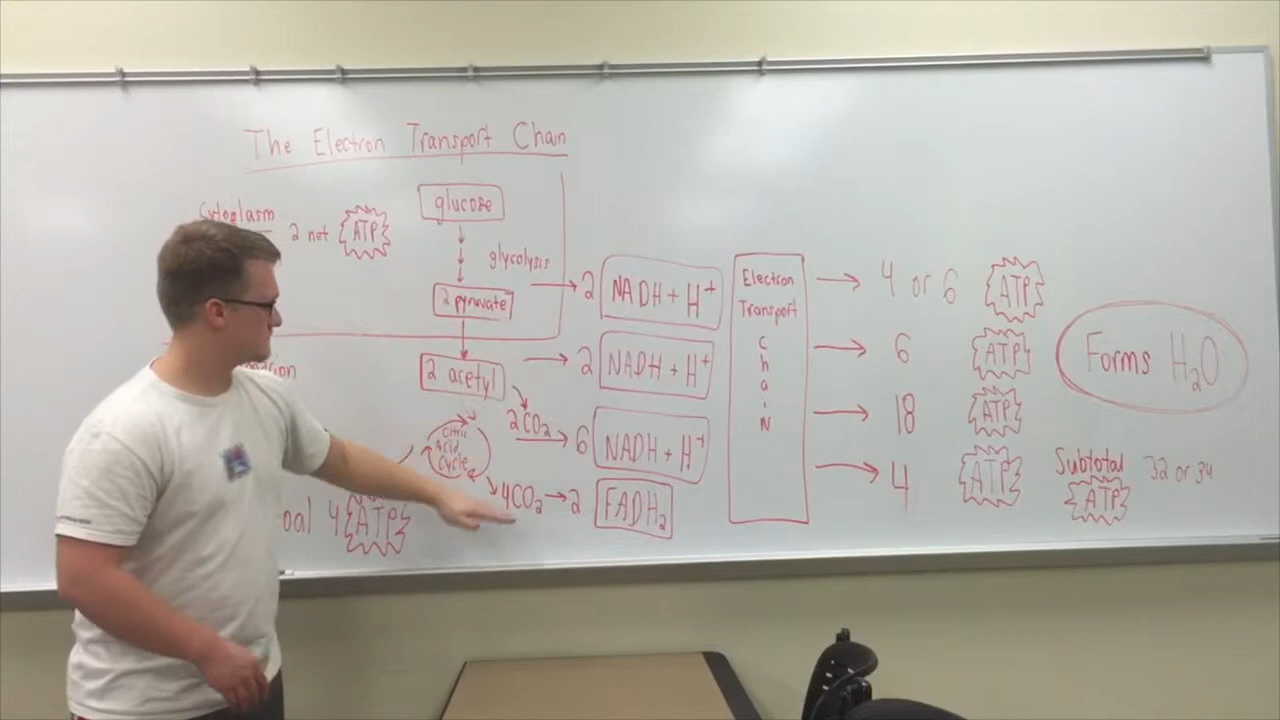 The Electron Transport Chain
Cytoplasm
2 net ATP
glucose
glycolysis
2 pyruvate
2 acetyl
2CO2
Citric
Acid
Cycle
4CO2 → 2 FADH2
4 ATP
→ 2 NADH + H+
→ 2 NADH + H+
→ 6 NADH + H+
Electron
Transport
Chain
→ 4 or 6 ATP
→ 6 ATP
→ 18 ATP
→ 4 ATP
Forms H2O
Subtotal 32 or 34
ATP